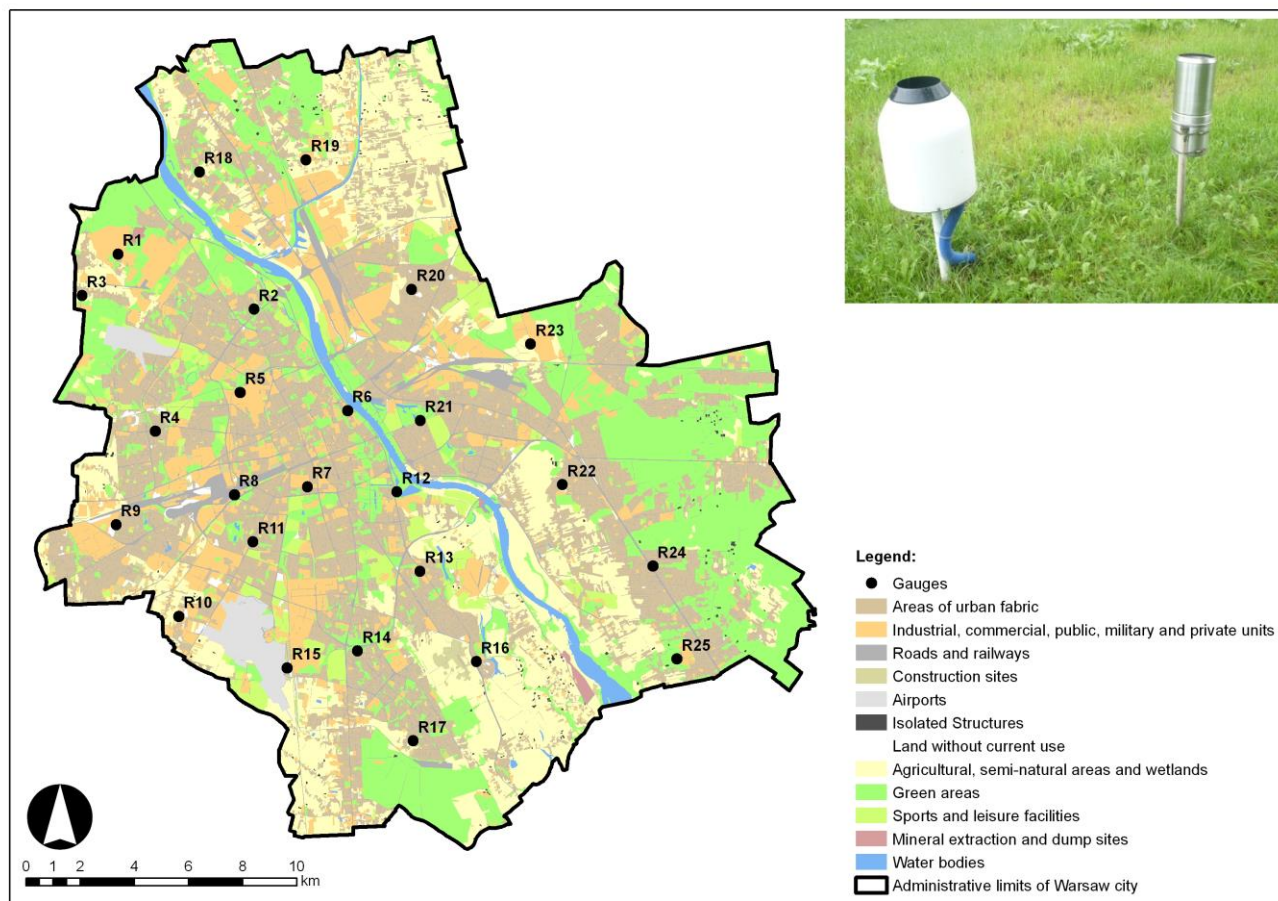 R19
R18
R1
R20
R3
R2
R23
R5
R6
R21
R4
R22
R7
R8
R12
R9
R11
R13
R24
R10
R14
R16
R25
R15
R17
0 2 4 6 8 10
km
Legend:
Gauges
Areas of urban fabric
Industrial, commercial, public, military and private units
Roads and railways
Construction sites
Airports
Isolated Structures
Land without current use
Agricultural, semi-natural areas and wetlands
Green areas
Sports and leisure facilities
Mineral extraction and dump sites
Water bodies
Administrative limits of Warsaw city